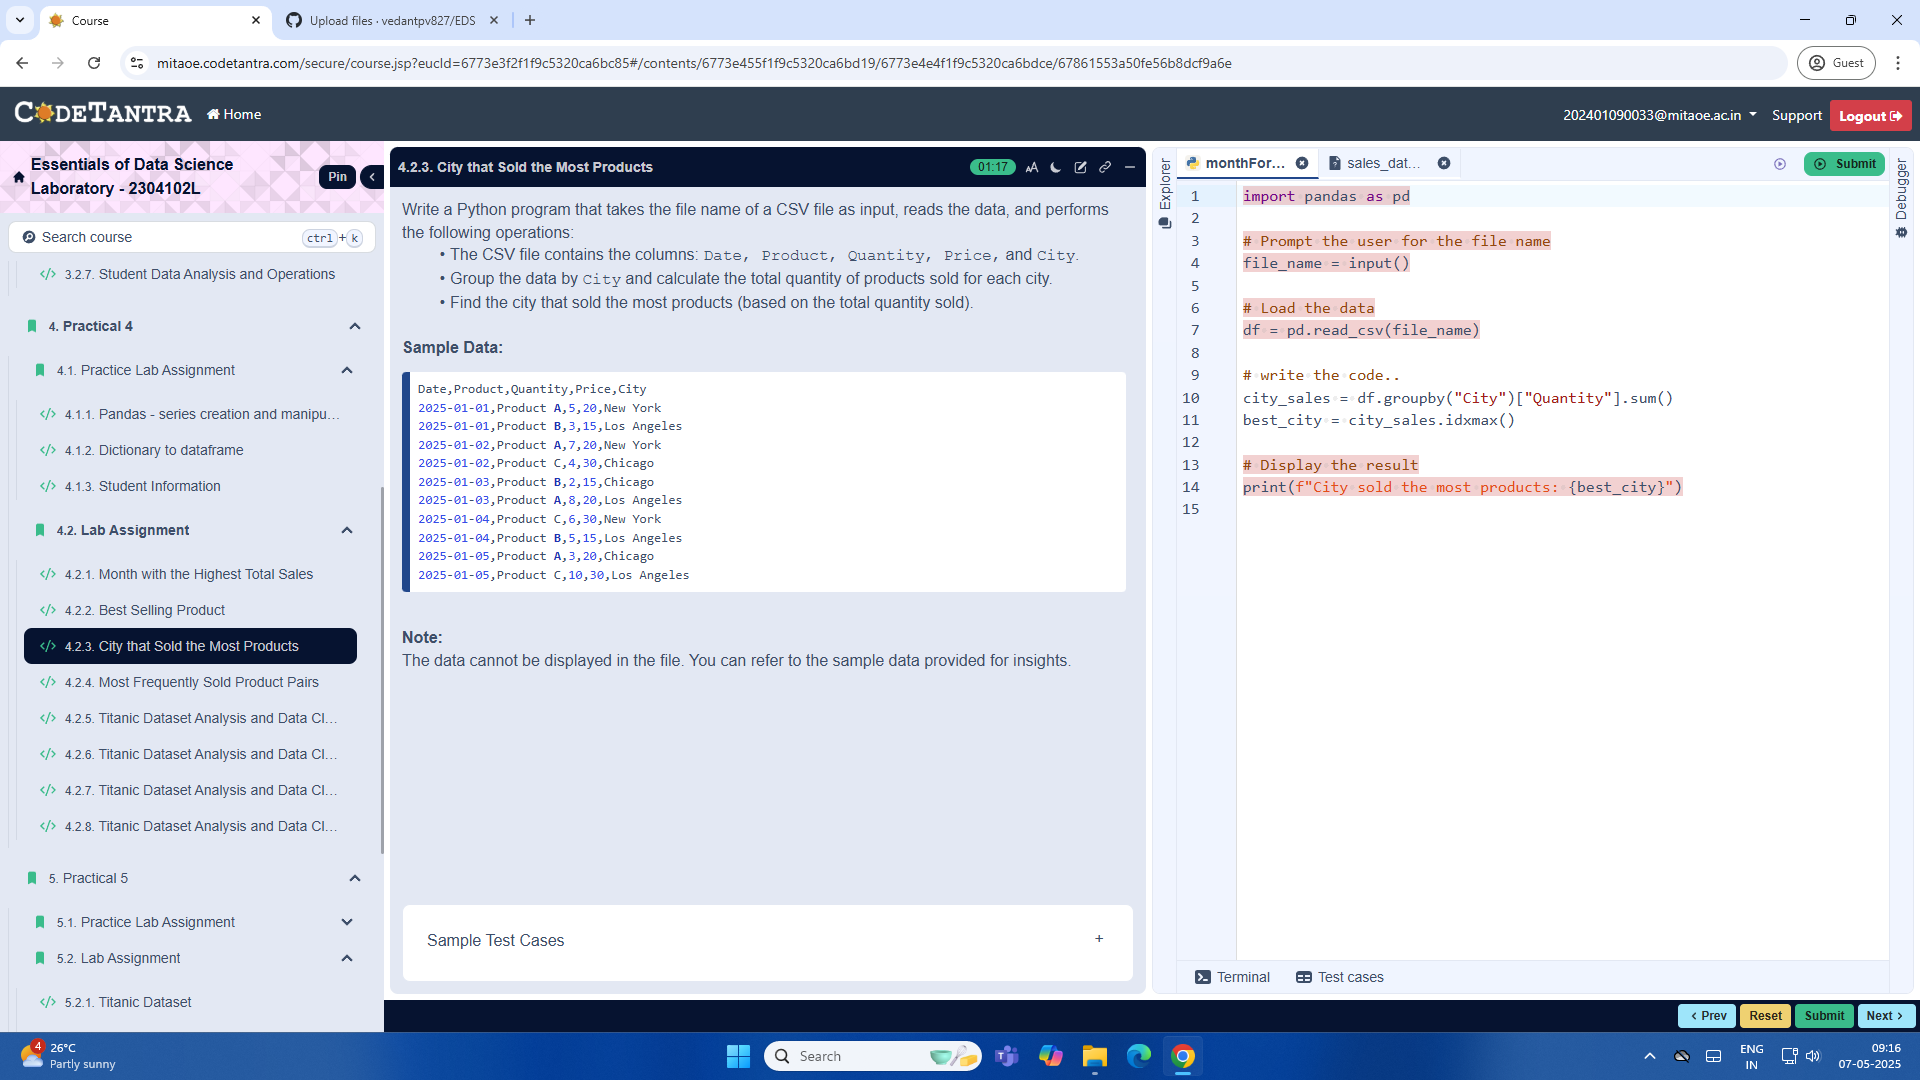 Course
Upload files · vedantpv827/EDS
mitaoe.codetantra.com/secure/course.jsp?eucId=6773e3f2f1f9c5320ca6bc85#/contents/6773e455f1f9c5320ca6bd19/6773e4e4f1f9c5320ca6bdce/67861553a50fe56b8dcf9a6e
Guest
CODETANTRA
Home
202401090033@mitaoe.ac.in
Support
Logout
Essentials of Data Science
Laboratory - 2304102L
Pin
Search course
ctrl + k
3.2.7. Student Data Analysis and Operations
4. Practical 4
4.1. Practice Lab Assignment
4.1.1. Pandas - series creation and manipu...
4.1.2. Dictionary to dataframe
4.1.3. Student Information
4.2. Lab Assignment
4.2.1. Month with the Highest Total Sales
4.2.2. Best Selling Product
4.2.3. City that Sold the Most Products
4.2.4. Most Frequently Sold Product Pairs
4.2.5. Titanic Dataset Analysis and Data Cl...
4.2.6. Titanic Dataset Analysis and Data Cl...
4.2.7. Titanic Dataset Analysis and Data Cl...
4.2.8. Titanic Dataset Analysis and Data Cl...
5. Practical 5
5.1. Practice Lab Assignment
5.2. Lab Assignment
5.2.1. Titanic Dataset
4.2.3. City that Sold the Most Products
01:17
AA
Write a Python program that takes the file name of a CSV file as input, reads the data, and performs
the following operations:
• The CSV file contains the columns: Date, Product, Quantity, Price, and City.
• Group the data by City and calculate the total quantity of products sold for each city.
• Find the city that sold the most products (based on the total quantity sold).
Sample Data:
Date,Product,Quantity,Price,City
2025-01-01,Product A,5,20,New York
2025-01-01,Product B,3,15,Los Angeles
2025-01-02,Product A,7,20,New York
2025-01-02,Product C,4,30,Chicago
2025-01-03,Product B,2,15,Chicago
2025-01-03,Product A,8,20,Los Angeles
2025-01-04,Product C,6,30,New York
2025-01-04,Product B,5,15,Los Angeles
2025-01-05,Product A,3,20,Chicago
2025-01-05,Product C,10,30,Los Angeles
Note:
The data cannot be displayed in the file. You can refer to the sample data provided for insights.
Sample Test Cases
+
Explorer
monthFor...
sales_dat...
Submit
Debugger
1 import pandas as pd
2
3 # Prompt the user for the file name
4 file_name = input()
5
6 # Load the data
7 df = pd.read_csv(file_name)
8
9 # write the code..
10 city_sales = df.groupby("City")["Quantity"].sum()
11 best_city = city_sales.idxmax()
12
13 # Display the result
14 print(f"City sold the most products: {best_city}")
15
Terminal
Test cases
Prev
Reset
Submit
Next
4
26°C
Partly sunny
Search
ENG
IN
09:16
07-05-2025